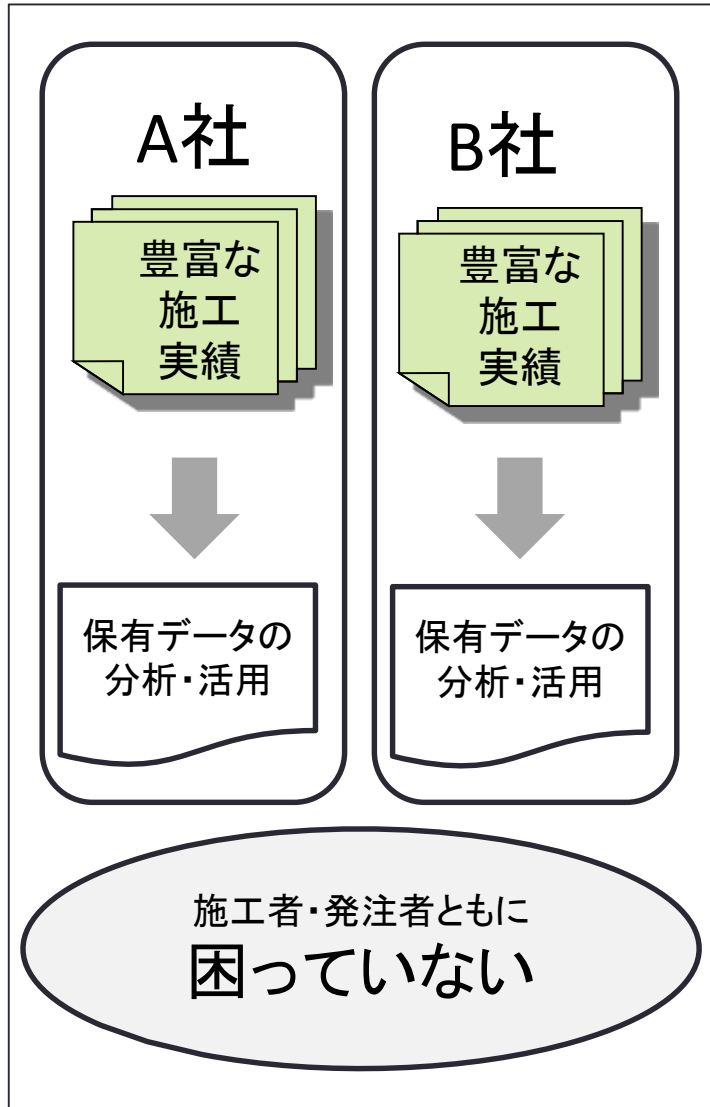 A社
豊富な
施工
実績
保有データの
分析・活用
B社
豊富な
施工
実績
保有データの
分析・活用
施工者・発注者ともに
困っていない